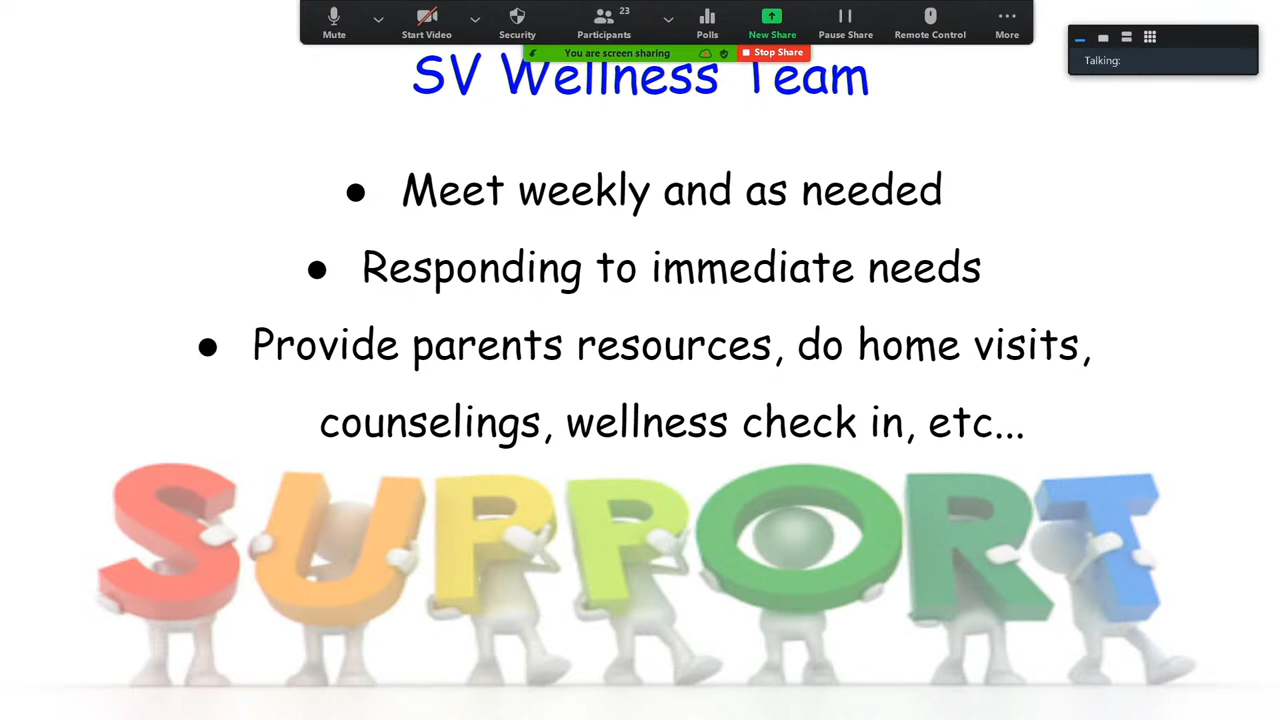 23
Mute Start Video Security Participants Polls New Share Pause Share Remote Control More
You are screen sharing Stop Share
Talking:
SV Wellness Team
● Meet weekly and as needed
● Responding to immediate needs
● Provide parents resources, do home visits,
counselings, wellness check in, etc...
SUPPORT